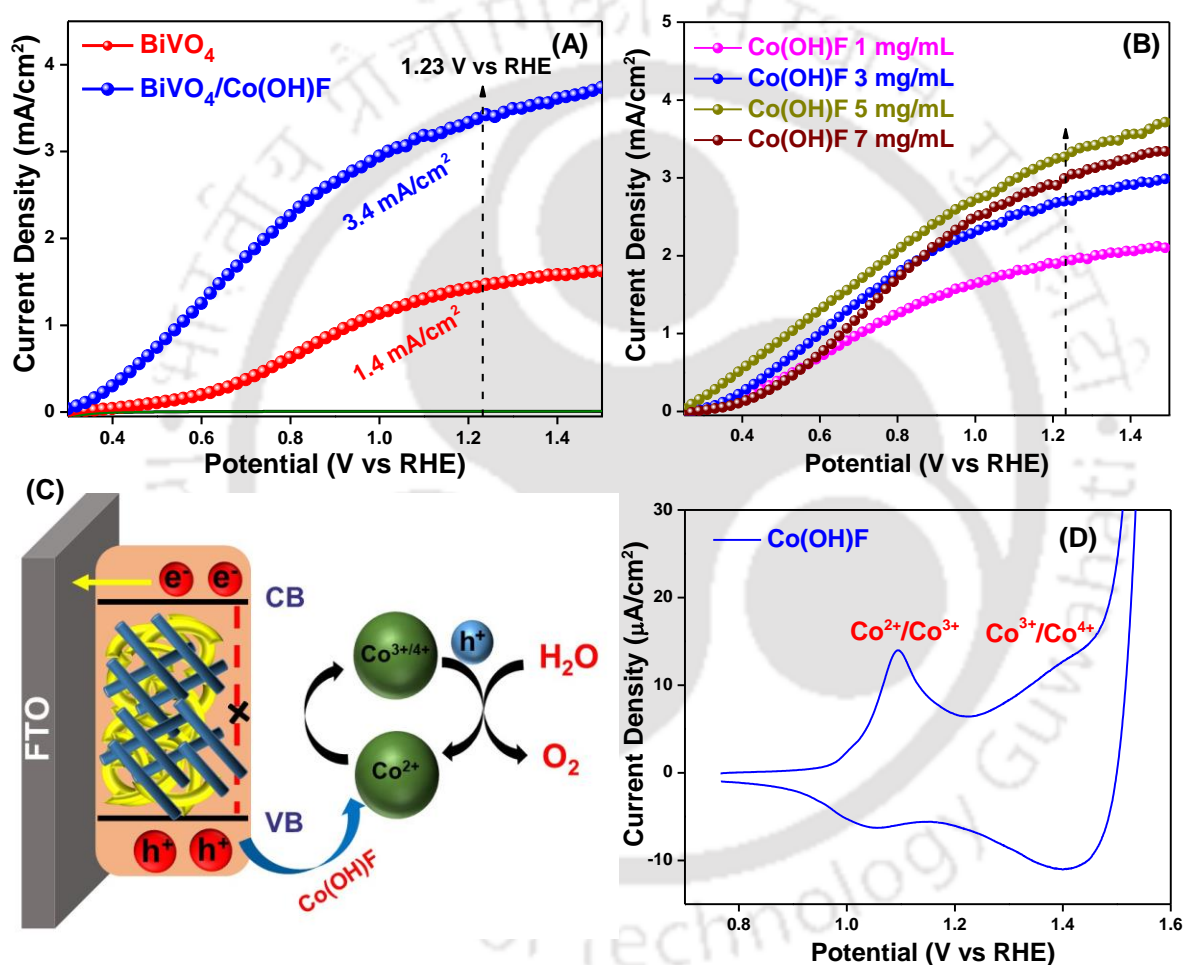 (A)
BiVO₄
BiVO₄/Co(OH)F
1.23 V vs RHE
3.4 mA/cm²
1.4 mA/cm²
Current Density (mA/cm²)
4
3
2
1
0
0.4 0.6 0.8 1.0 1.2 1.4
Potential (V vs RHE)
(B)
Co(OH)F 1 mg/mL
Co(OH)F 3 mg/mL
Co(OH)F 5 mg/mL
Co(OH)F 7 mg/mL
Current Density (mA/cm²)
5
4
3
2
1
0
0.4 0.6 0.8 1.0 1.2 1.4
Potential (V vs RHE)
(C)
FTO
e⁻ e⁻
CB
VB
h⁺ h⁺
Co(OH)F
Co³⁺/⁴⁺
h⁺
H₂O
Co²⁺
O₂
(D)
Co(OH)F
Co²⁺/Co³⁺
Co³⁺/Co⁴⁺
Current Density (μA/cm²)
30
20
10
0
-10
0.8 1.0 1.2 1.4 1.6
Potential (V vs RHE)
Technology Guwahati